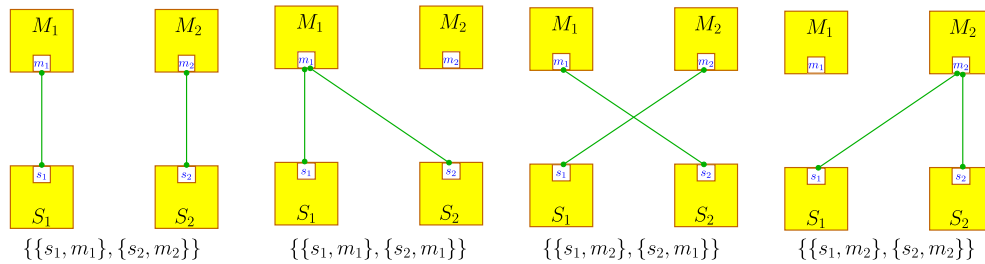 M₁ M₂ M₁ M₂ M₁ M₂ M₁ M₂
m₁ m₂ m₁ m₂ m₁ m₂ m₁ m₂
s₁ s₂ s₁ s₂ s₁ s₂ s₁ s₂
S₁ S₂ S₁ S₂ S₁ S₂ S₁ S₂
{{s₁, m₁}, {s₂, m₂}} {{s₁, m₁}, {s₂, m₁}} {{s₁, m₂}, {s₂, m₁}} {{s₁, m₂}, {s₂, m₂}}